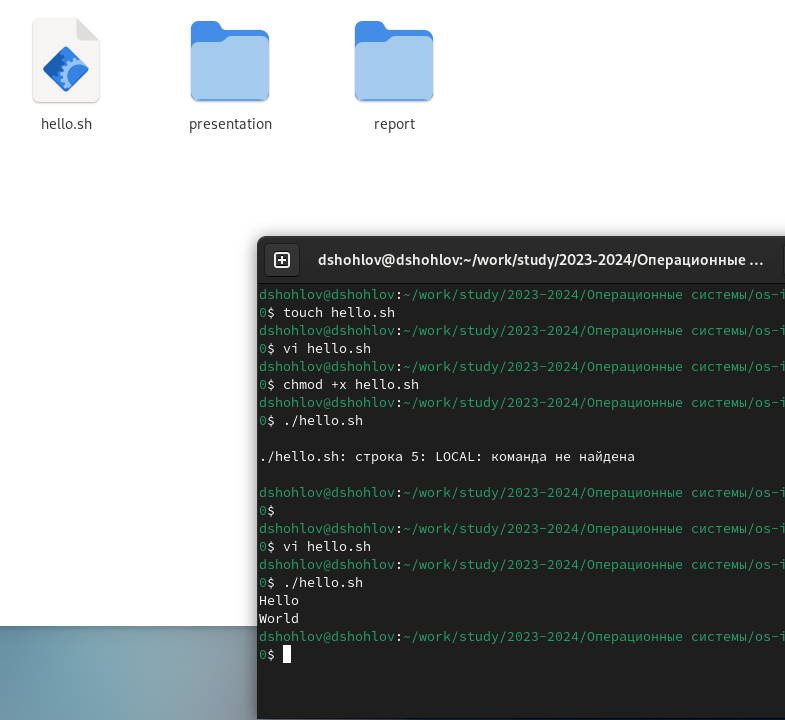 hello.sh presentation report
dshohlov@dshohlov:~/work/study/2023-2024/Операционные ...
dshohlov@dshohlov:~/work/study/2023-2024/Операционные системы/os-i
0$ touch hello.sh
dshohlov@dshohlov:~/work/study/2023-2024/Операционные системы/os-i
0$ vi hello.sh
dshohlov@dshohlov:~/work/study/2023-2024/Операционные системы/os-i
0$ chmod +x hello.sh
dshohlov@dshohlov:~/work/study/2023-2024/Операционные системы/os-i
0$ ./hello.sh
./hello.sh: строка 5: LOCAL: команда не найдена
dshohlov@dshohlov:~/work/study/2023-2024/Операционные системы/os-i
0$
dshohlov@dshohlov:~/work/study/2023-2024/Операционные системы/os-i
0$ vi hello.sh
dshohlov@dshohlov:~/work/study/2023-2024/Операционные системы/os-i
0$ ./hello.sh
Hello
World
dshohlov@dshohlov:~/work/study/2023-2024/Операционные системы/os-i
0$